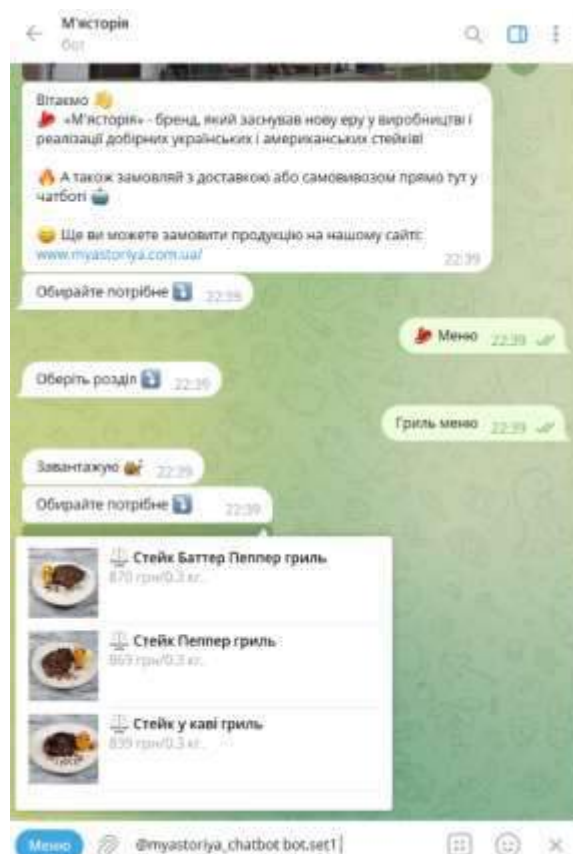 М'ясторія
бот
Вітаємо 👋
🥩 «М'ясторія» - бренд, який заснував нову еру у виробництві і
реалізації добірних українських і американських стейків!
🔥 А також замовляй з доставкою або самовивозом прямо тут у
чатботі 🤖
😋 Ще ви можете замовити продукцію на нашому сайті:
www.myastoriya.com.ua/
22:39
Обирайте потрібне ⤵️ 22:39
🥩 Меню 22:39
Оберіть розділ ⤵️ 22:39
Гриль меню 22:39
Завантажую 22:39
Обирайте потрібне ⤵️ 22:39
Стейк Баттер Пеппер гриль
870 грн/0.3 кг.
Стейк Пеппер гриль
869 грн/0.3 кг.
Стейк у каві гриль
839 грн/0.3 кг.
Меню @myastoriya_chatbot bot.set1